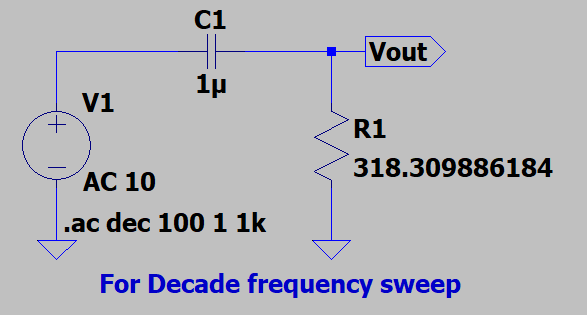 C1
1µ
Vout
V1
AC 10
R1
318.309886184
.ac dec 100 1 1k
For Decade frequency sweep